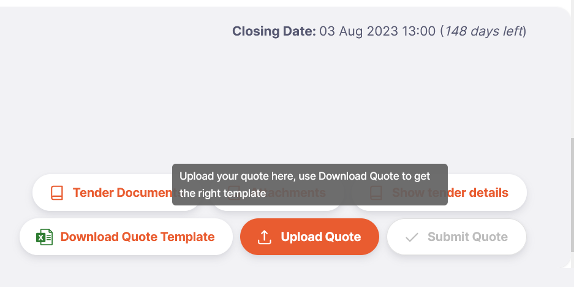 Closing Date: 03 Aug 2023 13:00 (148 days left)
Upload your quote here, use Download Quote to get
the right template
Tender Documen
chments
Show tender details
Download Quote Template
Upload Quote
Submit Quote